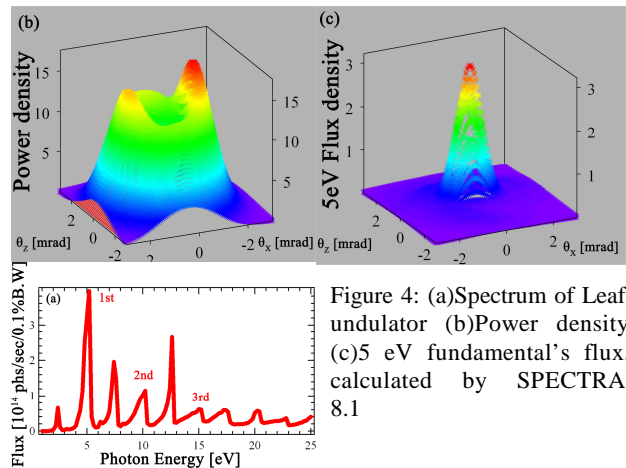 (b)
Power density
15
10
5
15
10
5
θz [mrad]
2
0
-2
2
0
-2
θx [mrad]
(c)
5eV Flux density
3
2
1
3
2
1
θz [mrad]
2
0
-2
2
0
-2
θx [mrad]
(a)
1st
2nd
3rd
Flux [10¹⁴ phs/sec/0.1%B.W]
3
2
1
0
5
10
15
20
25
Photon Energy [eV]
Figure 4: (a)Spectrum of Leaf
undulator (b)Power density
(c)5 eV fundamental's flux.
calculated by SPECTRA
8.1